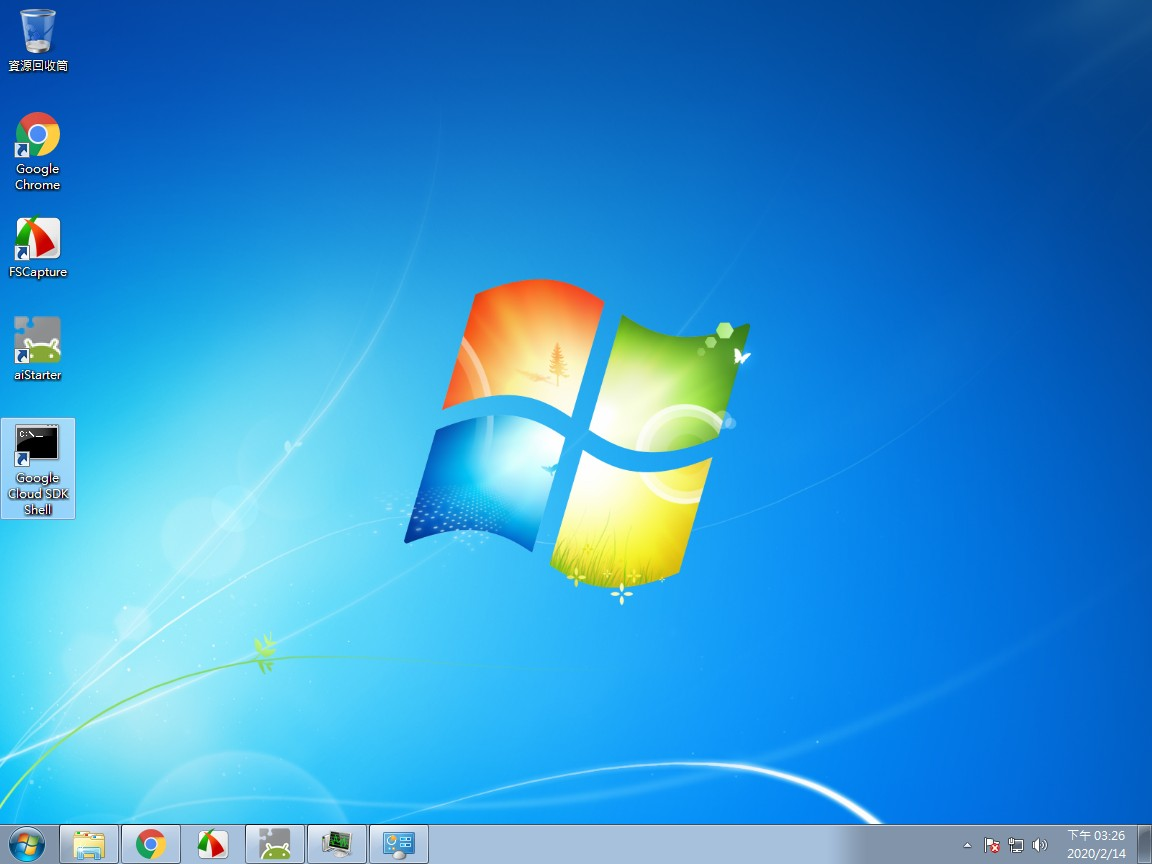 資源回收筒
Google
Chrome
FSCapture
aiStarter
C:\_
Google
Cloud SDK
Shell
下午 03:26
2020/2/14